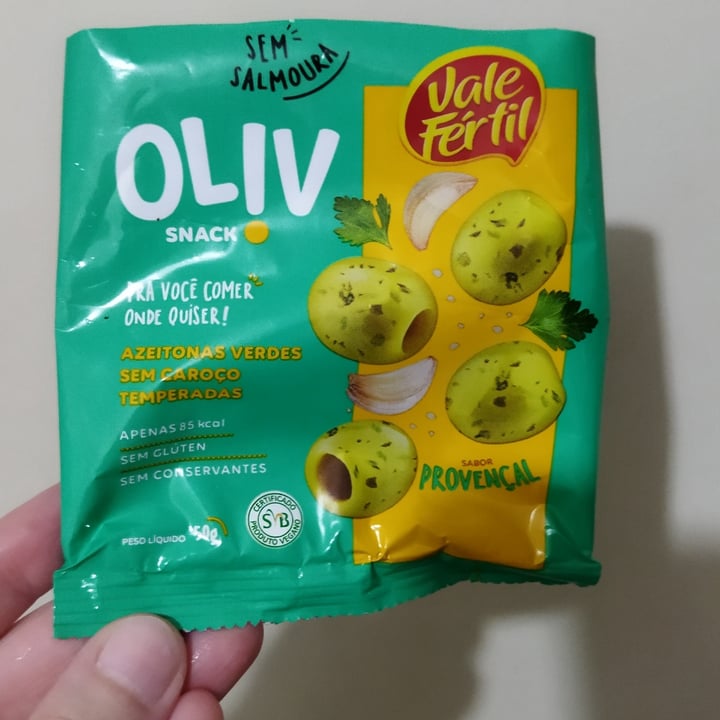 SEM
SALMOURA
Vale
Fértil
OLIV
SNACK
PRA VOCÊ COMER
ONDE QUISER!
AZEITONAS VERDES
SEM CAROÇO
TEMPERADAS
APENAS 85 kcal
SEM GLÚTEN
SEM CONSERVANTES
SABOR
PROVENÇAL
CERTIFICADO
SVB
PRODUTO VEGANO
PESO LÍQUIDO 50g